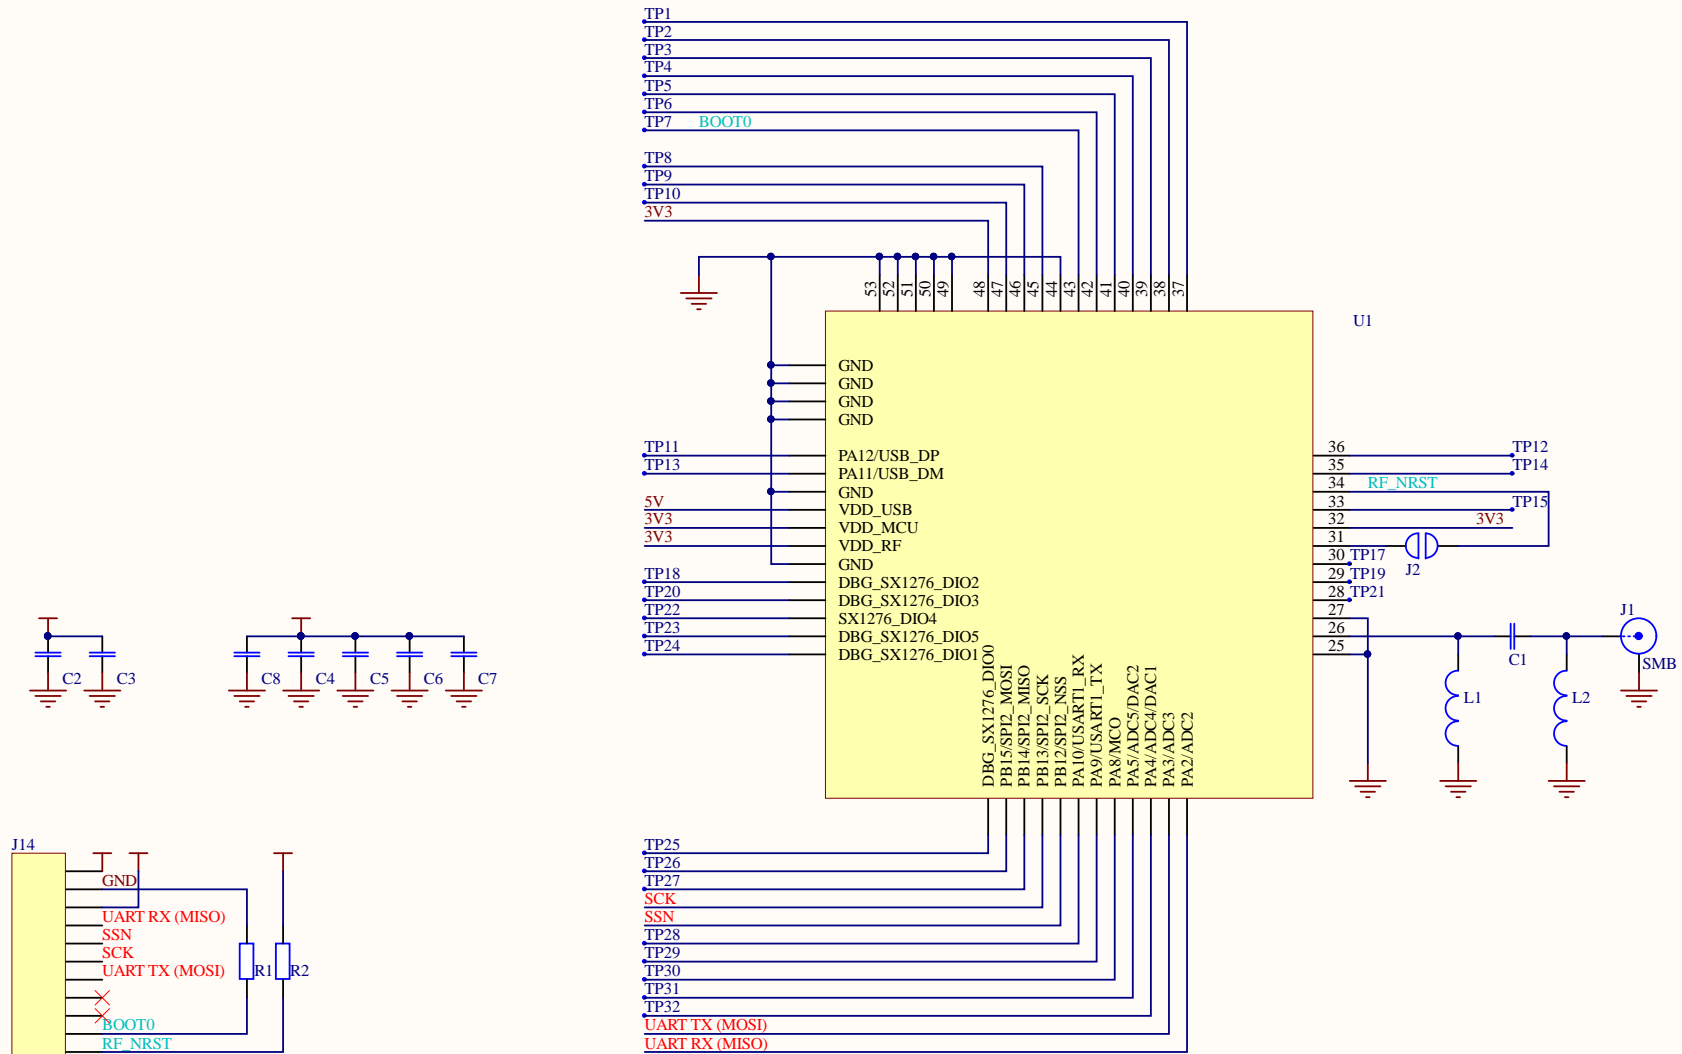 TP1
TP2
TP3
TP4
TP5
TP6
TP7 BOOT0
TP8
TP9
TP10
3V3
53 52 51 50 49 48 47 46 45 44 43 42 41 40 39 38 37
U1
GND
GND
GND
GND
TP11 PA12/USB_DP 36 TP12
TP13 PA11/USB_DM 35 TP14
GND 34 RF_NRST
5V VDD_USB 33 TP15
3V3 VDD_MCU 32 3V3
3V3 VDD_RF 31
J2
GND 30 TP17
TP18 DBG_SX1276_DIO2 29 TP19
TP20 DBG_SX1276_DIO3 28 TP21
TP22 SX1276_DIO4 27
TP23 DBG_SX1276_DIO5 26
TP24 DBG_SX1276_DIO1 25
J1
C1
SMB
L1
L2
C2 C3 C8 C4 C5 C6 C7
DBG_SX1276_DIO0
PB15/SPI2_MOSI
PB14/SPI2_MISO
PB13/SPI2_SCK
PB12/SPI2_NSS
PA10/USART1_RX
PA9/USART1_TX
PA8/MCO
PA5/ADC5/DAC2
PA4/ADC4/DAC1
PA3/ADC3
PA2/ADC2
J14
GND
UART RX (MISO)
SSN
SCK
UART TX (MOSI)
R1 R2
BOOT0
RF_NRST
TP25
TP26
TP27
SCK
SSN
TP28
TP29
TP30
TP31
TP32
UART TX (MOSI)
UART RX (MISO)